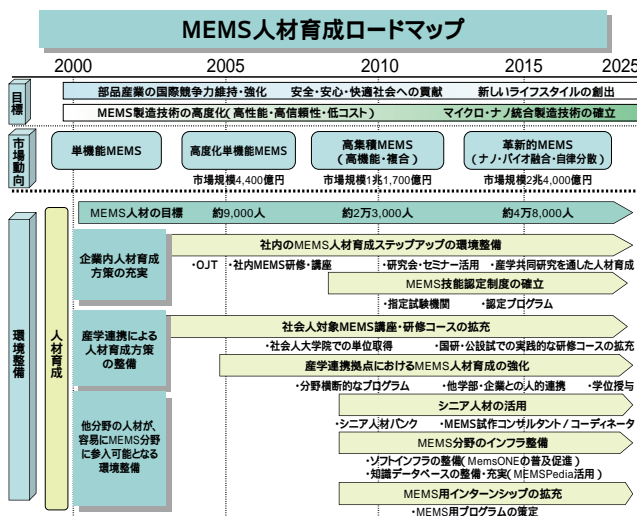 MEMS人材育成ロードマップ
2000 2005 2010 2015 2025
目標
部品産業の国際競争力維持・強化 安全・安心・快適社会への貢献 新しいライフスタイルの創出
MEMS製造技術の高度化(高性能・高信頼性・低コスト) マイクロ・ナノ統合製造技術の確立
市場動向
単機能MEMS
高度化単機能MEMS
高集積MEMS
(高機能・複合)
革新的MEMS
(ナノ・バイオ融合・自律分散)
市場規模4,400億円 市場規模1兆1,700億円 市場規模2兆4,000億円
環境整備
人材育成
MEMS人材の目標 約9,000人 約2万3,000人 約4万8,000人
企業内人材育成
方策の充実
社内のMEMS人材育成ステップアップの環境整備
・OJT ・社内MEMS研修・講座 ・研究会・セミナー活用 ・産学共同研究を通した人材育成
MEMS技能認定制度の確立
・指定試験機関 ・認定プログラム
産学連携による
人材育成方策
の整備
社会人対象MEMS講座・研修コースの拡充
・社会人大学院での単位取得 ・国研・公設試での実践的な研修コースの拡充
産学連携拠点におけるMEMS人材育成の強化
・分野横断的なプログラム ・他学部・企業との人的連携 ・学位授与
他分野の人材が、
容易にMEMS分野
に参入可能となる
環境整備
シニア人材の活用
・シニア人材バンク ・MEMS試作コンサルタント/コーディネータ
MEMS分野のインフラ整備
・ソフトインフラの整備(MemsONEの普及促進)
・知識データベースの整備・充実(MEMSPedia活用)
MEMS用インターンシップの拡充
・MEMS用プログラムの策定